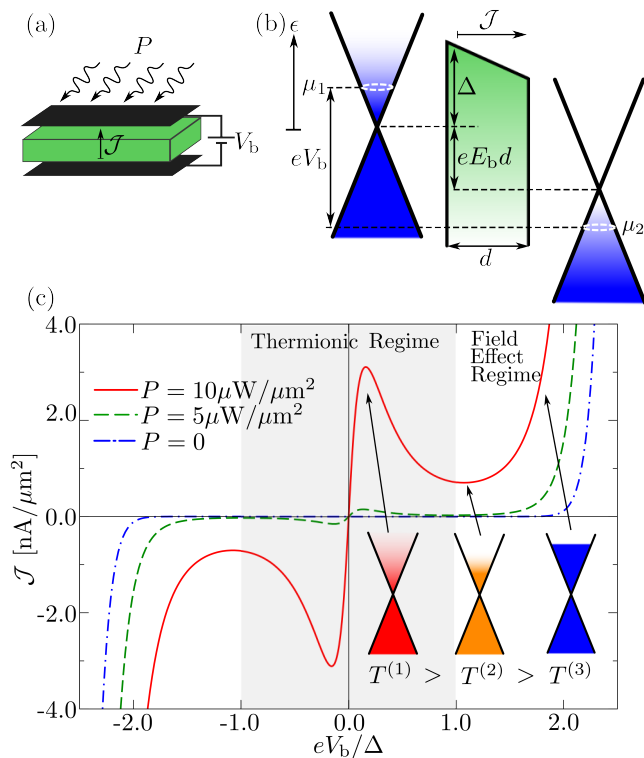 (a)
P
𝒥
V_b
(b)
ϵ
𝒥
μ_1
Δ
eV_b
eE_b d
μ_2
d
(c)
4.0
2.0
0.0
-2.0
-4.0
𝒥 [nA/μm²]
Thermionic Regime
Field
Effect
Regime
P = 10μW/μm²
P = 5μW/μm²
P = 0
T^(1) > T^(2) > T^(3)
-2.0 -1.0 0.0 1.0 2.0
eV_b/Δ